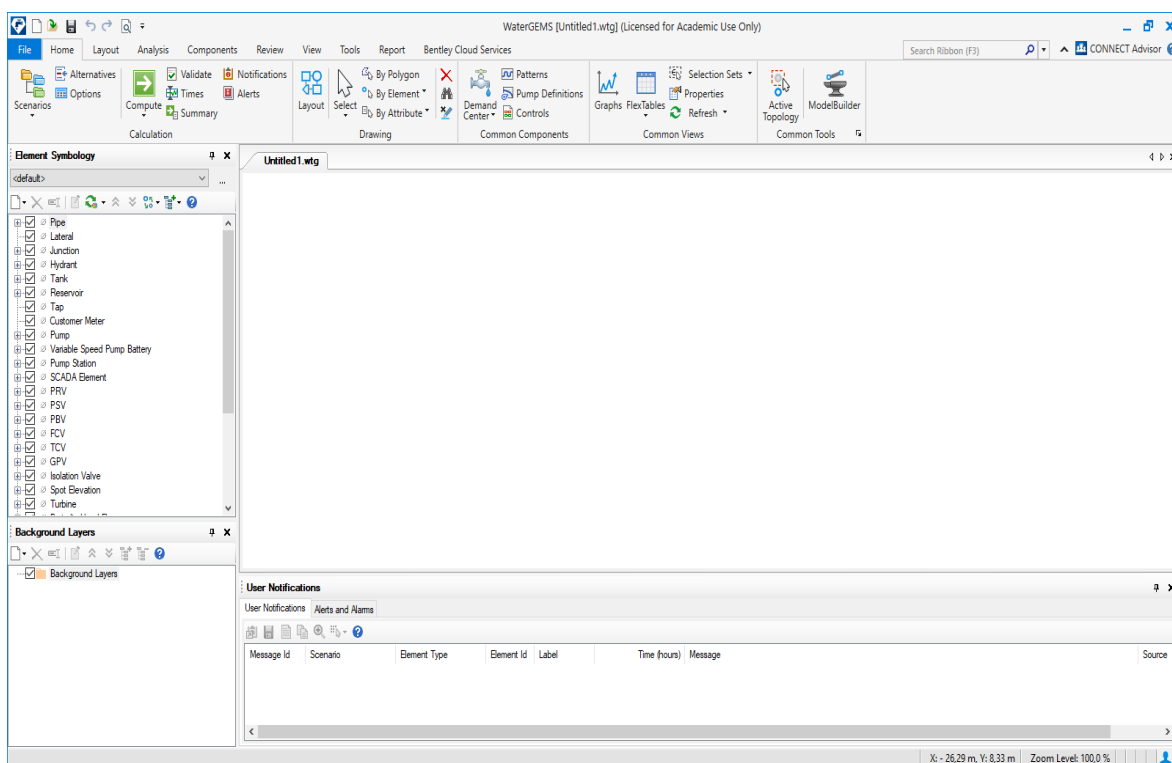 WaterGEMS [Untitled1.wtg] (Licensed for Academic Use Only)
File Home Layout Analysis Components Review View Tools Report Bentley Cloud Services Search Ribbon (F3) CONNECT Advisor
Alternatives Validate Notifications By Polygon Patterns Selection Sets
Options Times Alerts By Element Pump Definitions Properties
Scenarios Compute Summary Layout Select By Attribute Demand Center Controls Graphs FlexTables Refresh Active Topology ModelBuilder
Calculation Drawing Common Components Common Views Common Tools
Element Symbology
Untitled1.wtg
<default>
...
Pipe
Lateral
Junction
Hydrant
Tank
Reservoir
Tap
Customer Meter
Pump
Variable Speed Pump Battery
Pump Station
SCADA Element
PRV
PSV
PBV
FCV
TCV
GPV
Isolation Valve
Spot Elevation
Turbine
Background Layers
Background Layers
User Notifications
User Notifications Alerts and Alarms
Message Id Scenario Element Type Element Id Label Time (hours) Message Source
X: - 26,29 m, Y: 8,33 m Zoom Level: 100,0 %